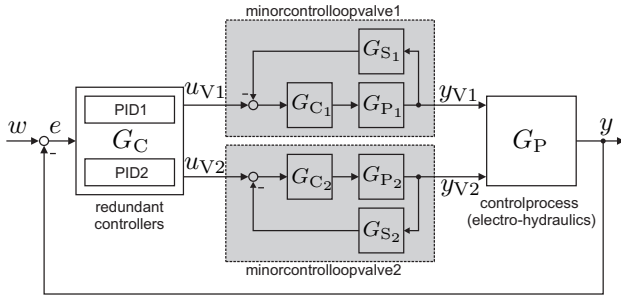 minorcontrolloopvalve1
G_S₁
u_V1
y_V1
PID1
G_C₁
G_P₁
w
e
G_C
G_P
y
PID2
u_V2
G_C₂
G_P₂
y_V2
redundant
controllers
G_S₂
controlprocess
(electro-hydraulics)
minorcontrolloopvalve2